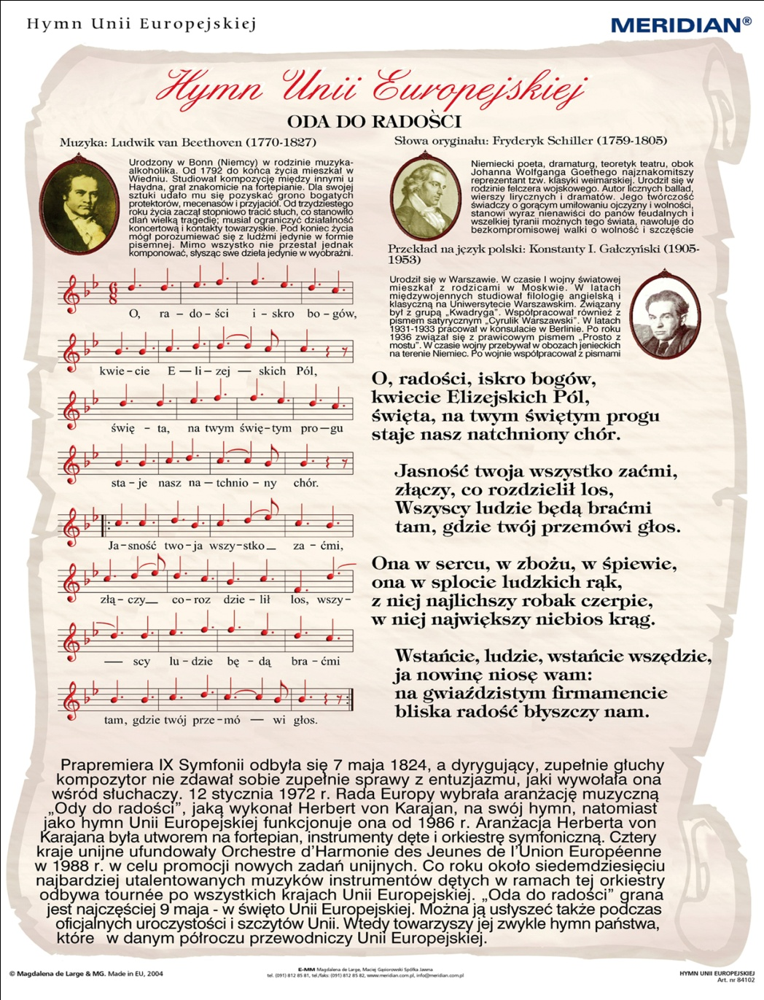 Hymn Unii Europejskiej
MERIDIAN®
Hymn Unii Europejskiej
ODA DO RADOŚCI
Muzyka: Ludwik van Beethoven (1770-1827)
Urodzony w Bonn (Niemcy) w rodzinie muzyka-
alkoholika. Od 1792 do końca życia mieszkał w
Wiedniu. Studiował kompozycję między innymi u
Haydna, grał znakomicie na fortepianie. Dla swojej
sztuki udało mu się pozyskać grono bogatych
protektorów, mecenasów i przyjaciół. Od trzydziestego
roku życia zaczął stopniowo tracić słuch, co stanowiło
dlań wielką tragedię; musiał ograniczyć działalność
koncertową i kontakty towarzyskie. Pod koniec życia
mógł porozumiewać się z ludźmi jedynie w formie
pisemnej. Mimo wszystko nie przestał jednak
komponować, słysząc swe dzieła jedynie w wyobraźni.
Słowa oryginału: Fryderyk Schiller (1759-1805)
Niemiecki poeta, dramaturg, teoretyk teatru, obok
Johanna Wolfganga Goethego najznakomitszy
reprezentant tzw. klasyki weimarskiej. Urodził się w
rodzinie felczera wojskowego. Autor licznych ballad,
wierszy lirycznych i dramatów. Jego twórczość
świadczy o gorącym umiłowaniu ojczyzny i wolności,
stanowi wyraz nienawiści do panów feudalnych i
wszelkiej tyranii możnych tego świata, nawołuje do
bezkompromisowej walki o wolność i szczęście
Przekład na język polski: Konstanty I. Gałczyński (1905-
1953)
Urodził się w Warszawie. W czasie I wojny światowej
mieszkał z rodzicami w Moskwie. W latach
międzywojennych studiował filologię angielską i
klasyczną na Uniwersytecie Warszawskim. Związany
był z grupą „Kwadryga”. Współpracował również z
pismem satyrycznym „Cyrulik Warszawski”. W latach
1931-1933 pracował w konsulacie w Berlinie. Po roku
1936 związał się z prawicowym pismem „Prosto z
mostu”. W czasie wojny przebywał w obozach jenieckich
na terenie Niemiec. Po wojnie współpracował z pismami
6
8
O, ra – do – ści i – skro bo – gów,
kwie – cie E — li – zej — skich Pól,
świę – ta, na twym świę – tym pro — gu
sta – je nasz na — tchnio – ny chór.
Ja – sność two – ja wszy – stko _ za – ćmi,
złą – czy__ co – roz dzie – lił los, wszy –
— scy lu – dzie bę – dą bra – ćmi
tam, gdzie twój prze – mó — wi głos.
O, radości, iskro bogów,
kwiecie Elizejskich Pól,
święta, na twym świętym progu
staje nasz natchniony chór.
Jasność twoja wszystko zaćmi,
złączy, co rozdzielił los,
Wszyscy ludzie będą braćmi
tam, gdzie twój przemówi głos.
Ona w sercu, w zbożu, w śpiewie,
ona w splocie ludzkich rąk,
z niej najlichszy robak czerpie,
w niej największy niebios krąg.
Wstańcie, ludzie, wstańcie wszędzie,
ja nowinę niosę wam:
na gwiaździstym firmamencie
bliska radość błyszczy nam.
Prapremiera IX Symfonii odbyła się 7 maja 1824, a dyrygujący, zupełnie głuchy
kompozytor nie zdawał sobie zupełnie sprawy z entuzjazmu, jaki wywołała ona
wśród słuchaczy. 12 stycznia 1972 r. Rada Europy wybrała aranżację muzyczną
„Ody do radości”, jaką wykonał Herbert von Karajan, na swój hymn, natomiast
jako hymn Unii Europejskiej funkcjonuje ona od 1986 r. Aranżacja Herberta von
Karajana była utworem na fortepian, instrumenty dęte i orkiestrę symfoniczną. Cztery
kraje unijne ufundowały Orchestre d’Harmonie des Jeunes de l’Union Européenne
w 1988 r. w celu promocji nowych zadań unijnych. Co roku około siedemdziesięciu
najbardziej utalentowanych muzyków instrumentów dętych w ramach tej orkiestry
odbywa tournée po wszystkich krajach Unii Europejskiej. „Oda do radości” grana
jest najczęściej 9 maja - w święto Unii Europejskiej. Można ją usłyszeć także podczas
oficjalnych uroczystości i szczytów Unii. Wtedy towarzyszy jej zwykle hymn państwa,
które w danym półroczu przewodniczy Unii Europejskiej.
© Magdalena de Large & MG. Made in EU, 2004
E-MM Magdalena de Large, Maciej Gąsiorowski Spółka Jawna
tel. (091) 812 85 81, tel./faks: (091) 812 85 82, www.meridian.com.pl, info@meridian.com.pl
HYMN UNII EUROPEJSKIEJ
Art. nr 84102